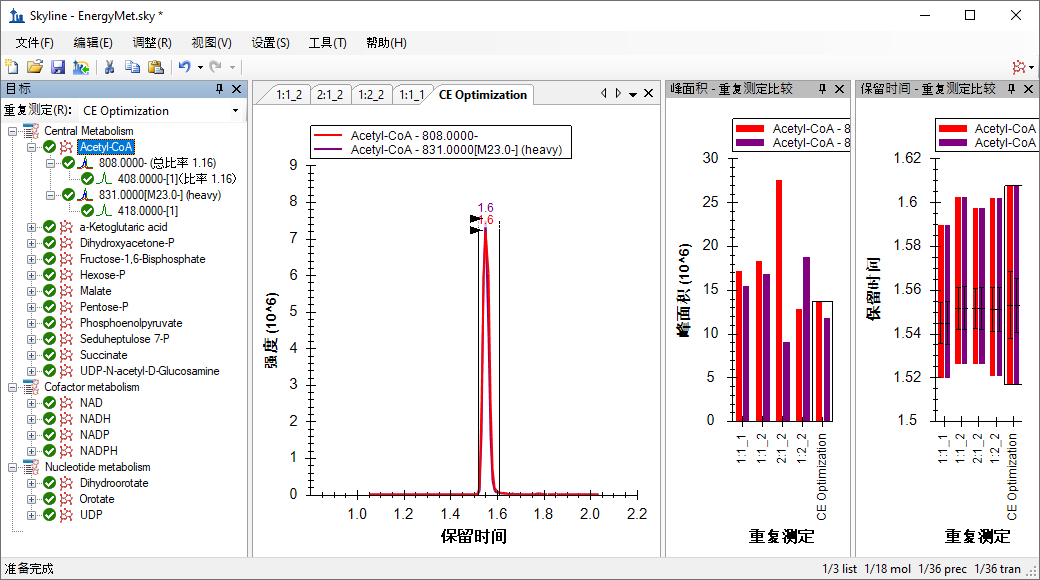 Skyline - EnergyMet.sky *
文件(F) 编辑(E) 调整(R) 视图(V) 设置(S) 工具(T) 帮助(H)
目标
重复测定(R): CE Optimization
Central Metabolism
Acetyl-CoA
808.0000- (总比率 1.16)
408.0000-[1](比率 1.16)
831.0000[M23.0-] (heavy)
418.0000-[1]
a-Ketoglutaric acid
Dihydroxyacetone-P
Fructose-1,6-Bisphosphate
Hexose-P
Malate
Pentose-P
Phosphoenolpyruvate
Seduheptulose 7-P
Succinate
UDP-N-acetyl-D-Glucosamine
Cofactor metabolism
NAD
NADH
NADP
NADPH
Nucleotide metabolism
Dihydroorotate
Orotate
UDP
1:1_2 2:1_2 1:2_2 1:1_1 CE Optimization
Acetyl-CoA - 808.0000-
Acetyl-CoA - 831.0000[M23.0-] (heavy)
9
8
7
6
5
4
3
2
1
0
强度 (10^6)
1.6
1.6
1.0 1.2 1.4 1.6 1.8 2.0 2.2
保留时间
峰面积 - 重复测定比较
Acetyl-CoA - 8
Acetyl-CoA - 8
30
25
20
15
10
5
0
峰面积 (10^6)
1:1_1 1:1_2 2:1_2 1:2_2 CE Optimization
重复测定
保留时间 - 重复测定比较
Acetyl-CoA
Acetyl-CoA
1.62
1.6
1.58
1.56
1.54
1.52
1.5
保留时间
1:1_1 1:1_2 2:1_2 1:2_2 CE Optimization
重复测定
准备完成
1/3 list 1/18 mol 1/36 prec 1/36 tran